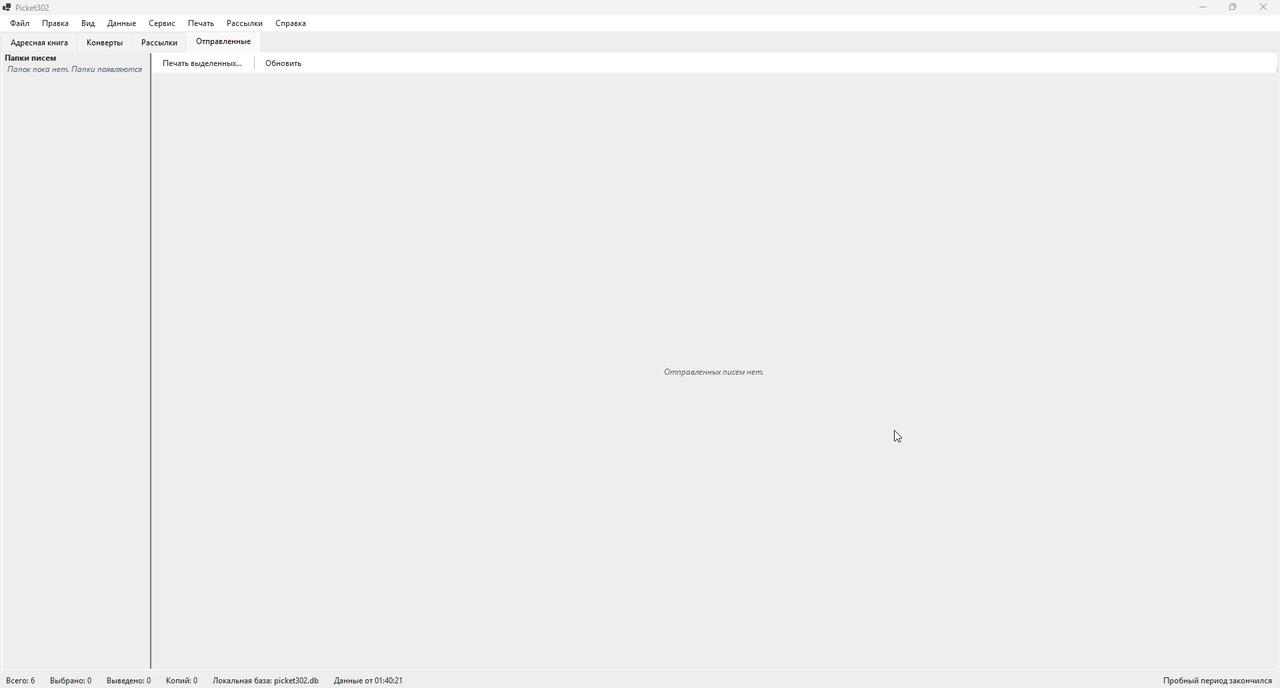 Picket302
Файл Правка Вид Данные Сервис Печать Рассылки Справка
Адресная книга Конверты Рассылки Отправленные
Папки писем
Папок пока нет. Папки появляются
Печать выделенных... Обновить
Отправленных писем нет.
Всего: 6 Выбрано: 0 Выведено: 0 Копий: 0 Локальная база: picket302.db Данные от 01:40:21 Пробный период закончился